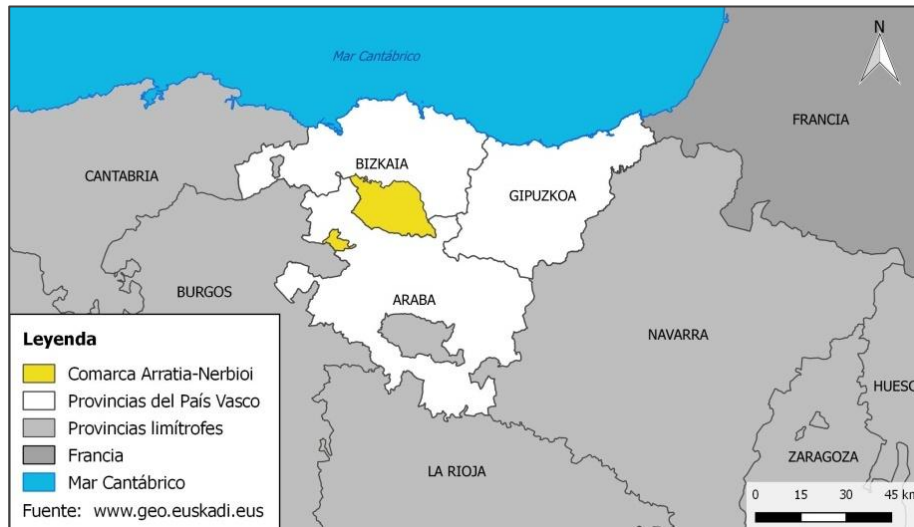 Mar Cantábrico
N
FRANCIA
BIZKAIA
CANTABRIA
GIPUZKOA
BURGOS
ARABA
NAVARRA
Leyenda
Comarca Arratia-Nerbioi
Provincias del País Vasco
Provincias limítrofes
Francia
Mar Cantábrico
Fuente: www.geo.euskadi.eus
HUESC
ZARAGOZA
LA RIOJA
0 15 30 45 km